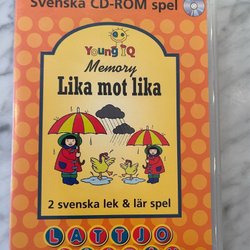 Svenska CD-ROM spel
Young IQ
Memory
Lika mot lika
2 svenska lek & lär spel
LATTJO